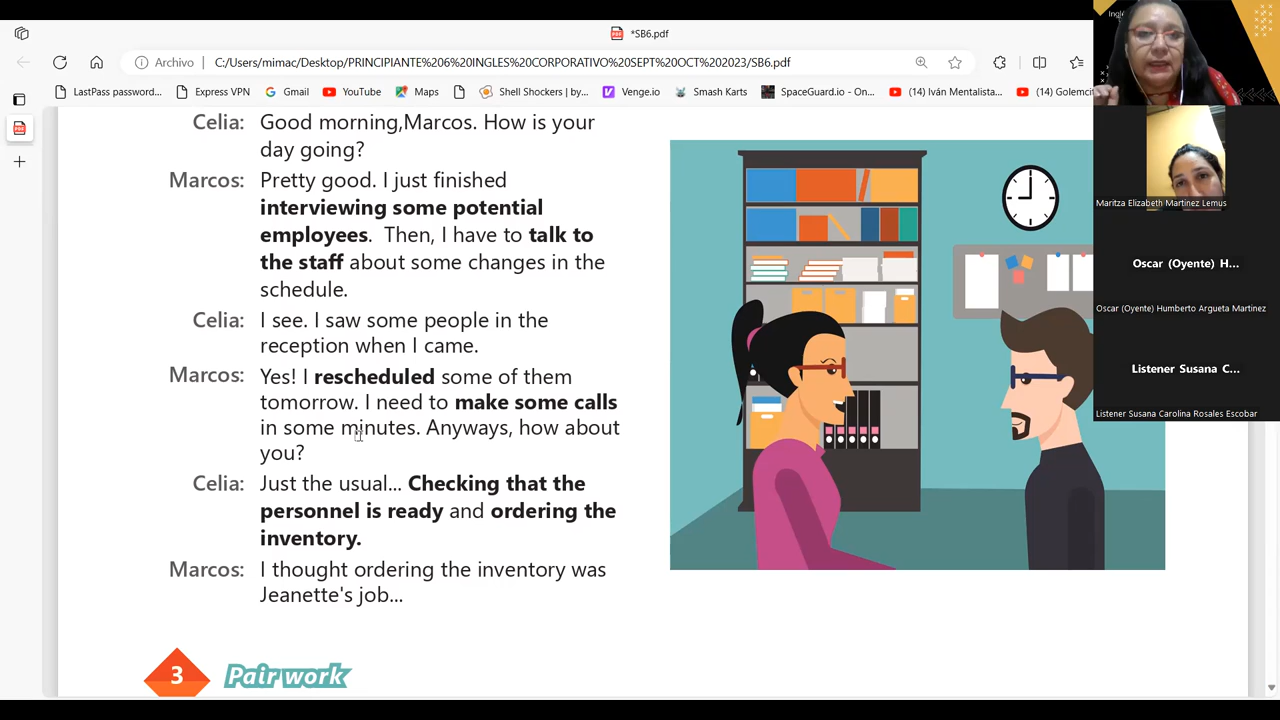 *SB6.pdf
Archivo
C:/Users/mimac/Desktop/PRINCIPIANTE%206%20INGLES%20CORPORATIVO%20SEPT%20OCT%202023/SB6.pdf
LastPass password...
Express VPN
Gmail
YouTube
Maps
Shell Shockers | by...
Venge.io
Smash Karts
SpaceGuard.io - On...
(14) Iván Mentalista...
(14) Golemcit
Celia: Good morning,Marcos. How is your
day going?
Marcos: Pretty good. I just finished
interviewing some potential
employees. Then, I have to talk to
the staff about some changes in the
schedule.
Celia: I see. I saw some people in the
reception when I came.
Marcos: Yes! I rescheduled some of them
tomorrow. I need to make some calls
in some minutes. Anyways, how about
you?
Celia: Just the usual... Checking that the
personnel is ready and ordering the
inventory.
Marcos: I thought ordering the inventory was
Jeanette's job...
3 Pair work
Maritza Elizabeth Martinez Lemus
Oscar (Oyente) H...
Oscar (Oyente) Humberto Argueta Martinez
Listener Susana C...
Listener Susana Carolina Rosales Escobar